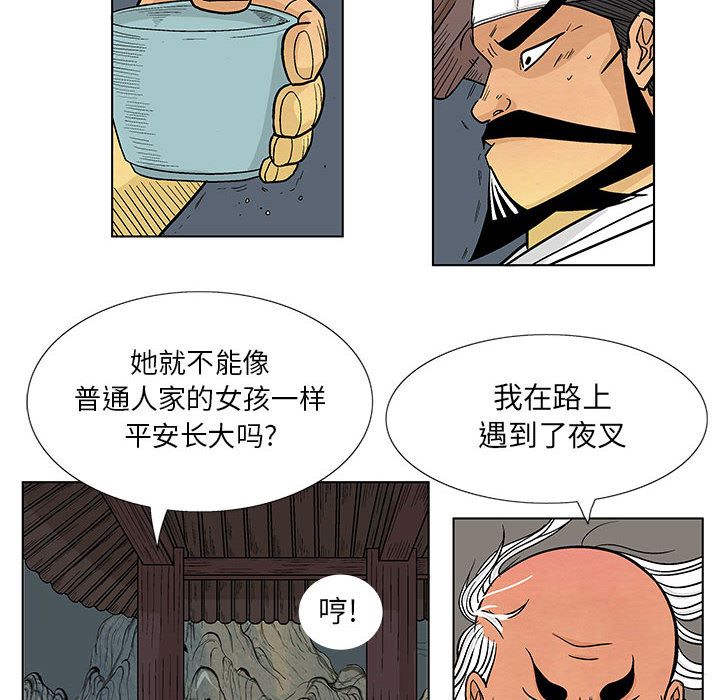 她就不能像
普通人家的女孩一样
平安长大吗?
我在路上
遇到了夜叉
哼!